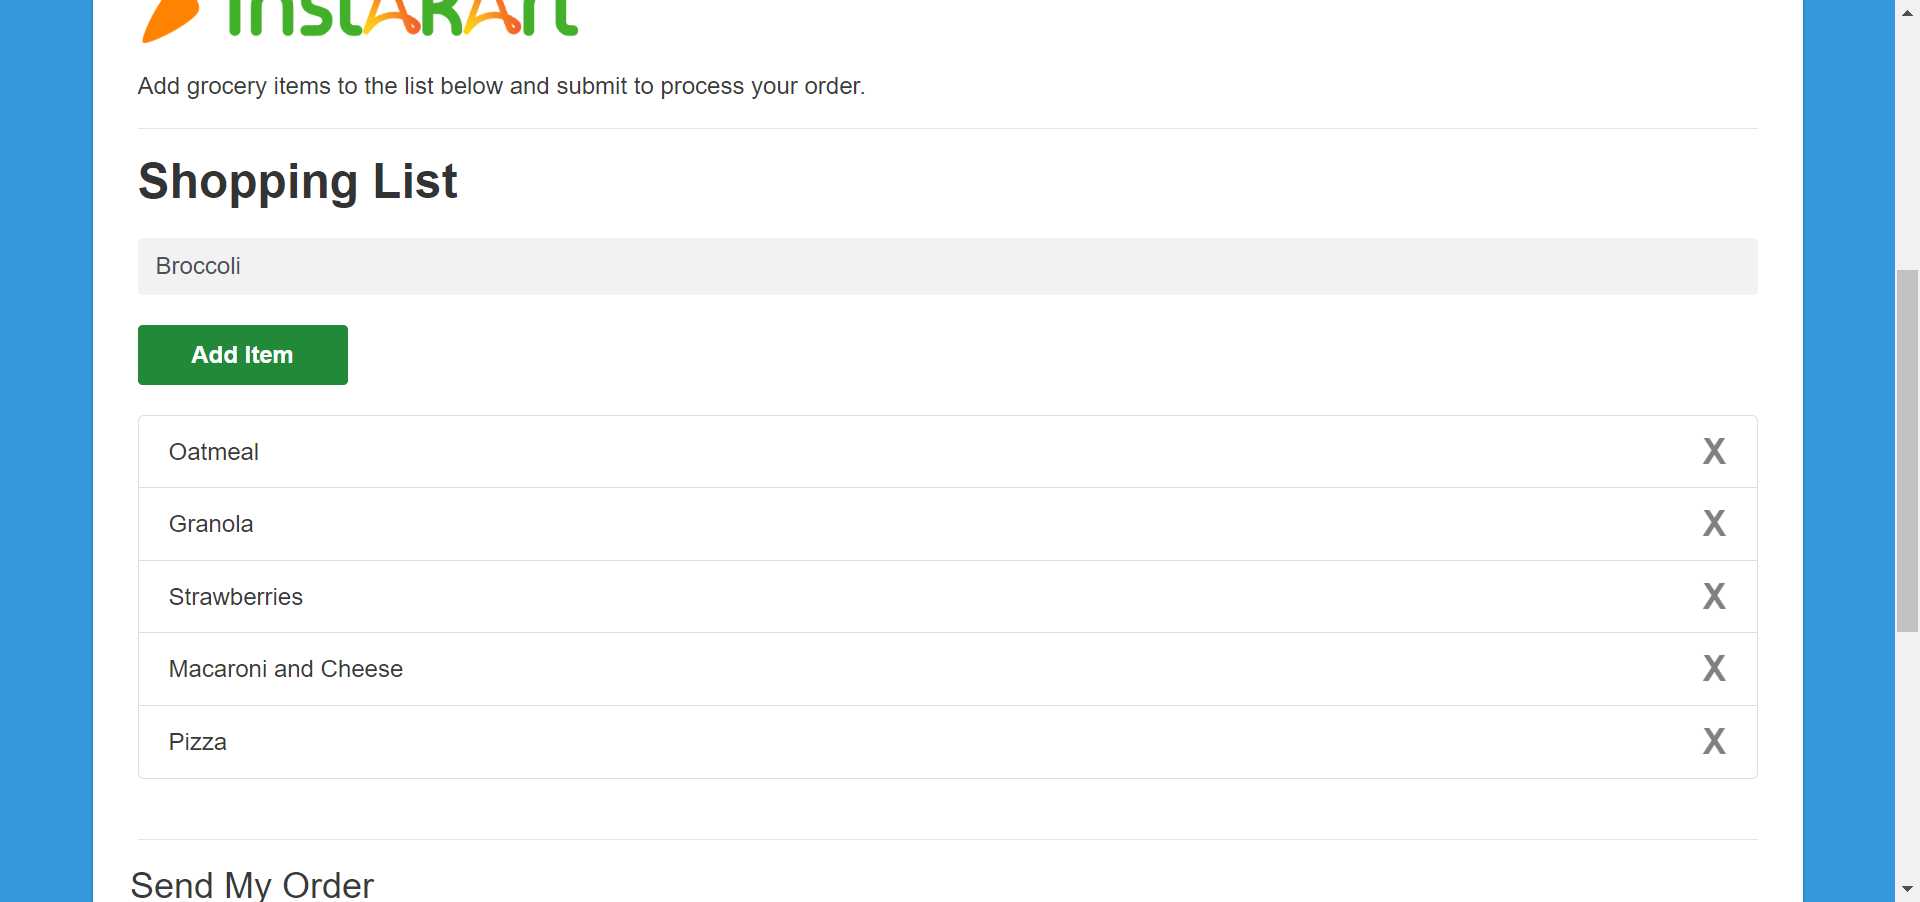 InstAkArt
Add grocery items to the list below and submit to process your order.
Shopping List
Broccoli
Add Item
Oatmeal X
Granola X
Strawberries X
Macaroni and Cheese X
Pizza X
Send My Order